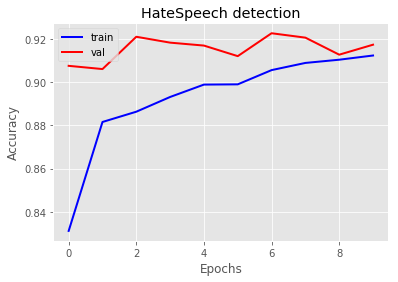 HateSpeech detection
train
val
Accuracy
0.92
0.90
0.88
0.86
0.84
0
2
4
6
8
Epochs